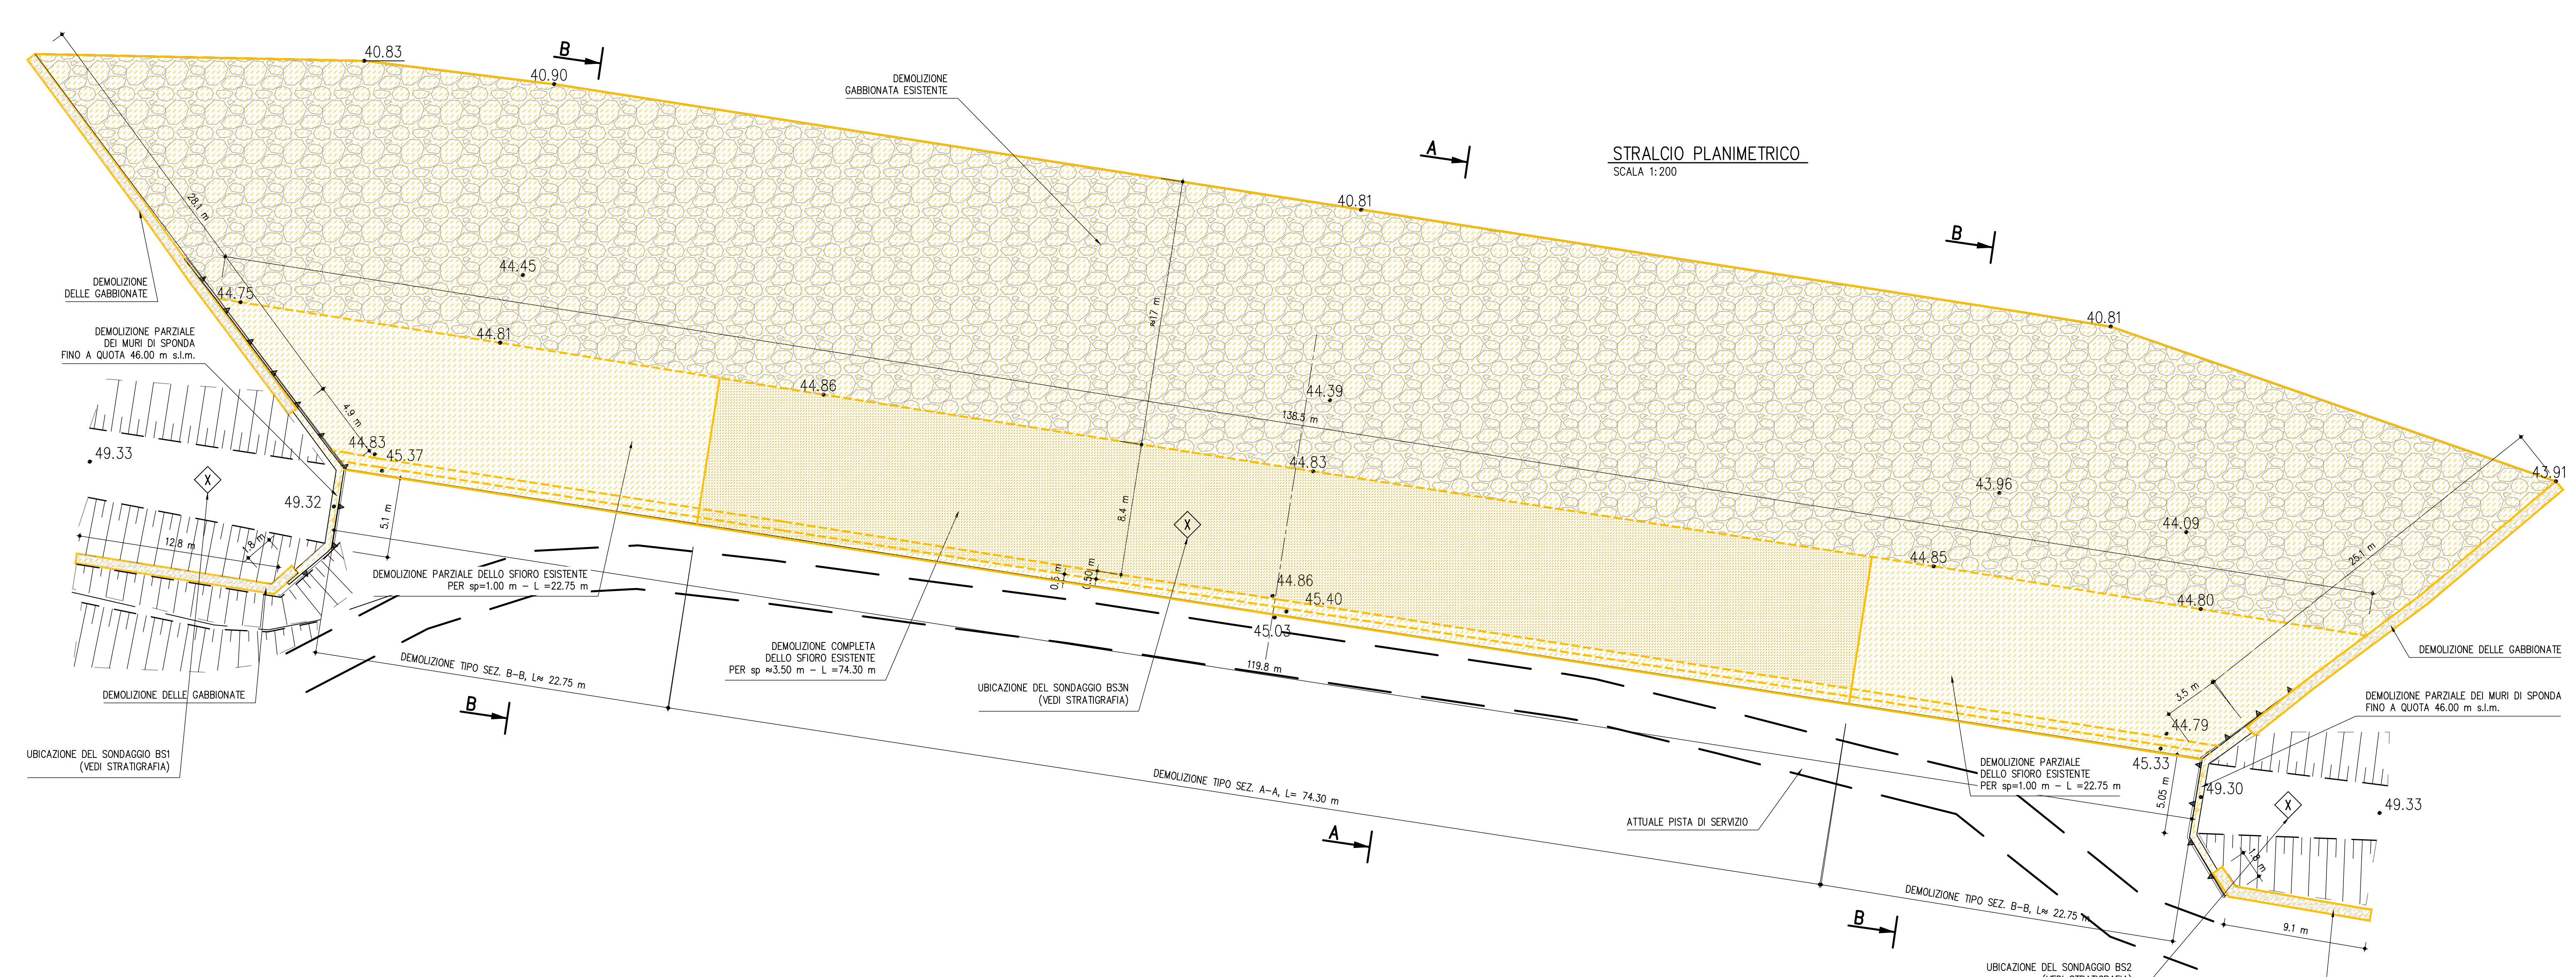 40.83
B
40.90
DEMOLIZIONE
GABBIONATA ESISTENTE
A
STRALCIO PLANIMETRICO
SCALA 1:200
28.1 m
40.81
B
44.45
DEMOLIZIONE
DELLE GABBIONATE
44.75
≈17 m
40.81
DEMOLIZIONE PARZIALE
DEI MURI DI SPONDA
FINO A QUOTA 46.00 m s.l.m.
44.81
44.86
44.39
136.5 m
4.9 m
44.83
45.37
49.33
X
44.83
43.91
43.96
49.32
5.1 m
8.4 m
X
44.09
12.8 m
1.8 m
44.85
25.1 m
DEMOLIZIONE PARZIALE DELLO SFIORO ESISTENTE
PER sp=1.00 m – L =22.75 m
0.50 m
44.86
45.40
45.03
44.80
DEMOLIZIONE COMPLETA
DELLO SFIORO ESISTENTE
PER sp ≈3.50 m – L =74.30 m
DEMOLIZIONE TIPO SEZ. B–B, L≈ 22.75 m
119.8 m
DEMOLIZIONE DELLE GABBIONATE
DEMOLIZIONE DELLE GABBIONATE
UBICAZIONE DEL SONDAGGIO BS3N
(VEDI STRATIGRAFIA)
3.5 m
DEMOLIZIONE PARZIALE DEI MURI DI SPONDA
FINO A QUOTA 46.00 m s.l.m.
B
44.79
UBICAZIONE DEL SONDAGGIO BS1
(VEDI STRATIGRAFIA)
45.33
DEMOLIZIONE PARZIALE
DELLO SFIORO ESISTENTE
PER sp=1.00 m – L =22.75 m
DEMOLIZIONE TIPO SEZ. A–A, L= 74.30 m
5.05 m
49.30
X
49.33
ATTUALE PISTA DI SERVIZIO
A
1.8 m
DEMOLIZIONE TIPO SEZ. B–B, L≈ 22.75 m
B
9.1 m
UBICAZIONE DEL SONDAGGIO BS2